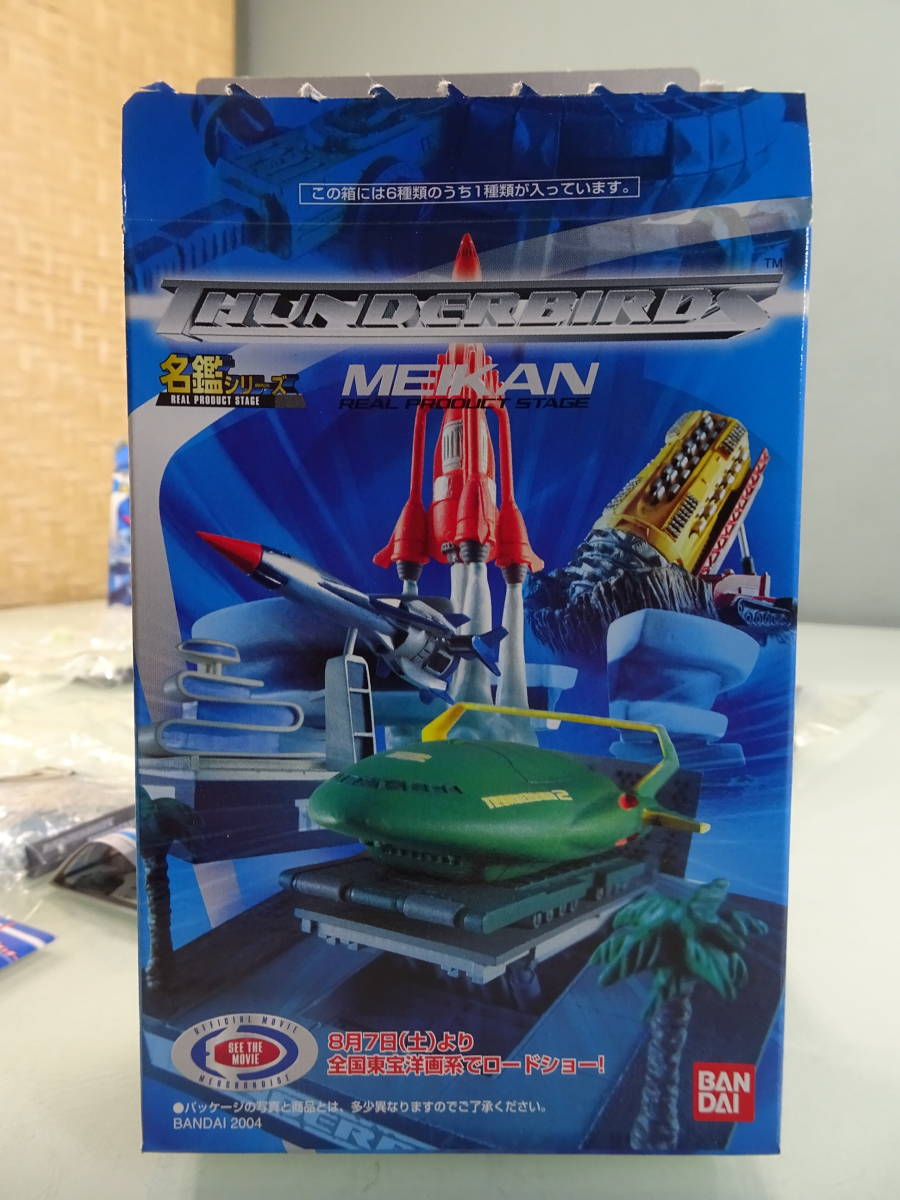 この箱には6種類のうち1種類が入っています。
THUNDERBIRDS™
名鑑シリーズ
REAL PRODUCT STAGE
MEIKAN
REAL PRODUCT STAGE
THUNDERBIRD 2
OFFICIAL MOVIE
SEE THE
MOVIE
MERCHANDISE
8月7日(土)より
全国東宝洋画系でロードショー!
BAN
DAI
●パッケージの写真と商品とは、多少異なりますのでご了承ください。
BANDAI 2004